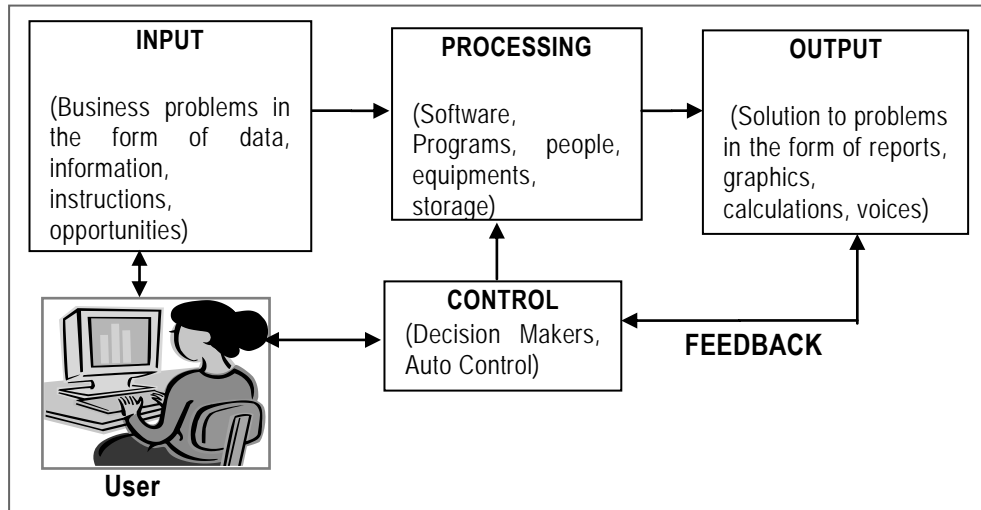 INPUT
(Business problems in
the form of data,
information,
instructions,
opportunities)
PROCESSING
(Software,
Programs, people,
equipments,
storage)
OUTPUT
(Solution to problems
in the form of reports,
graphics,
calculations, voices)
CONTROL
(Decision Makers,
Auto Control)
FEEDBACK
User